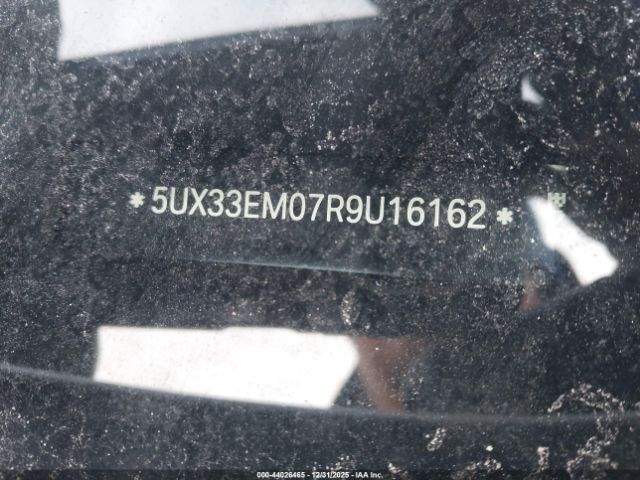 *5UX33EM07R9U16162*
000-44026465 - 12/31/2025 - © IAA Inc.